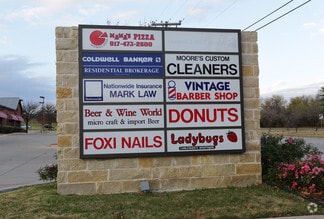 Mama's Pizza
817-473-2500
COLDWELL BANKER
RESIDENTIAL BROKERAGE
Nationwide Insurance
MARK LAW
Beer & Wine World
micro craft & import Beer
FOXI NAILS
MOORE'S CUSTOM
CLEANERS
VINTAGE
BARBER SHOP
DONUTS
Ladybugs